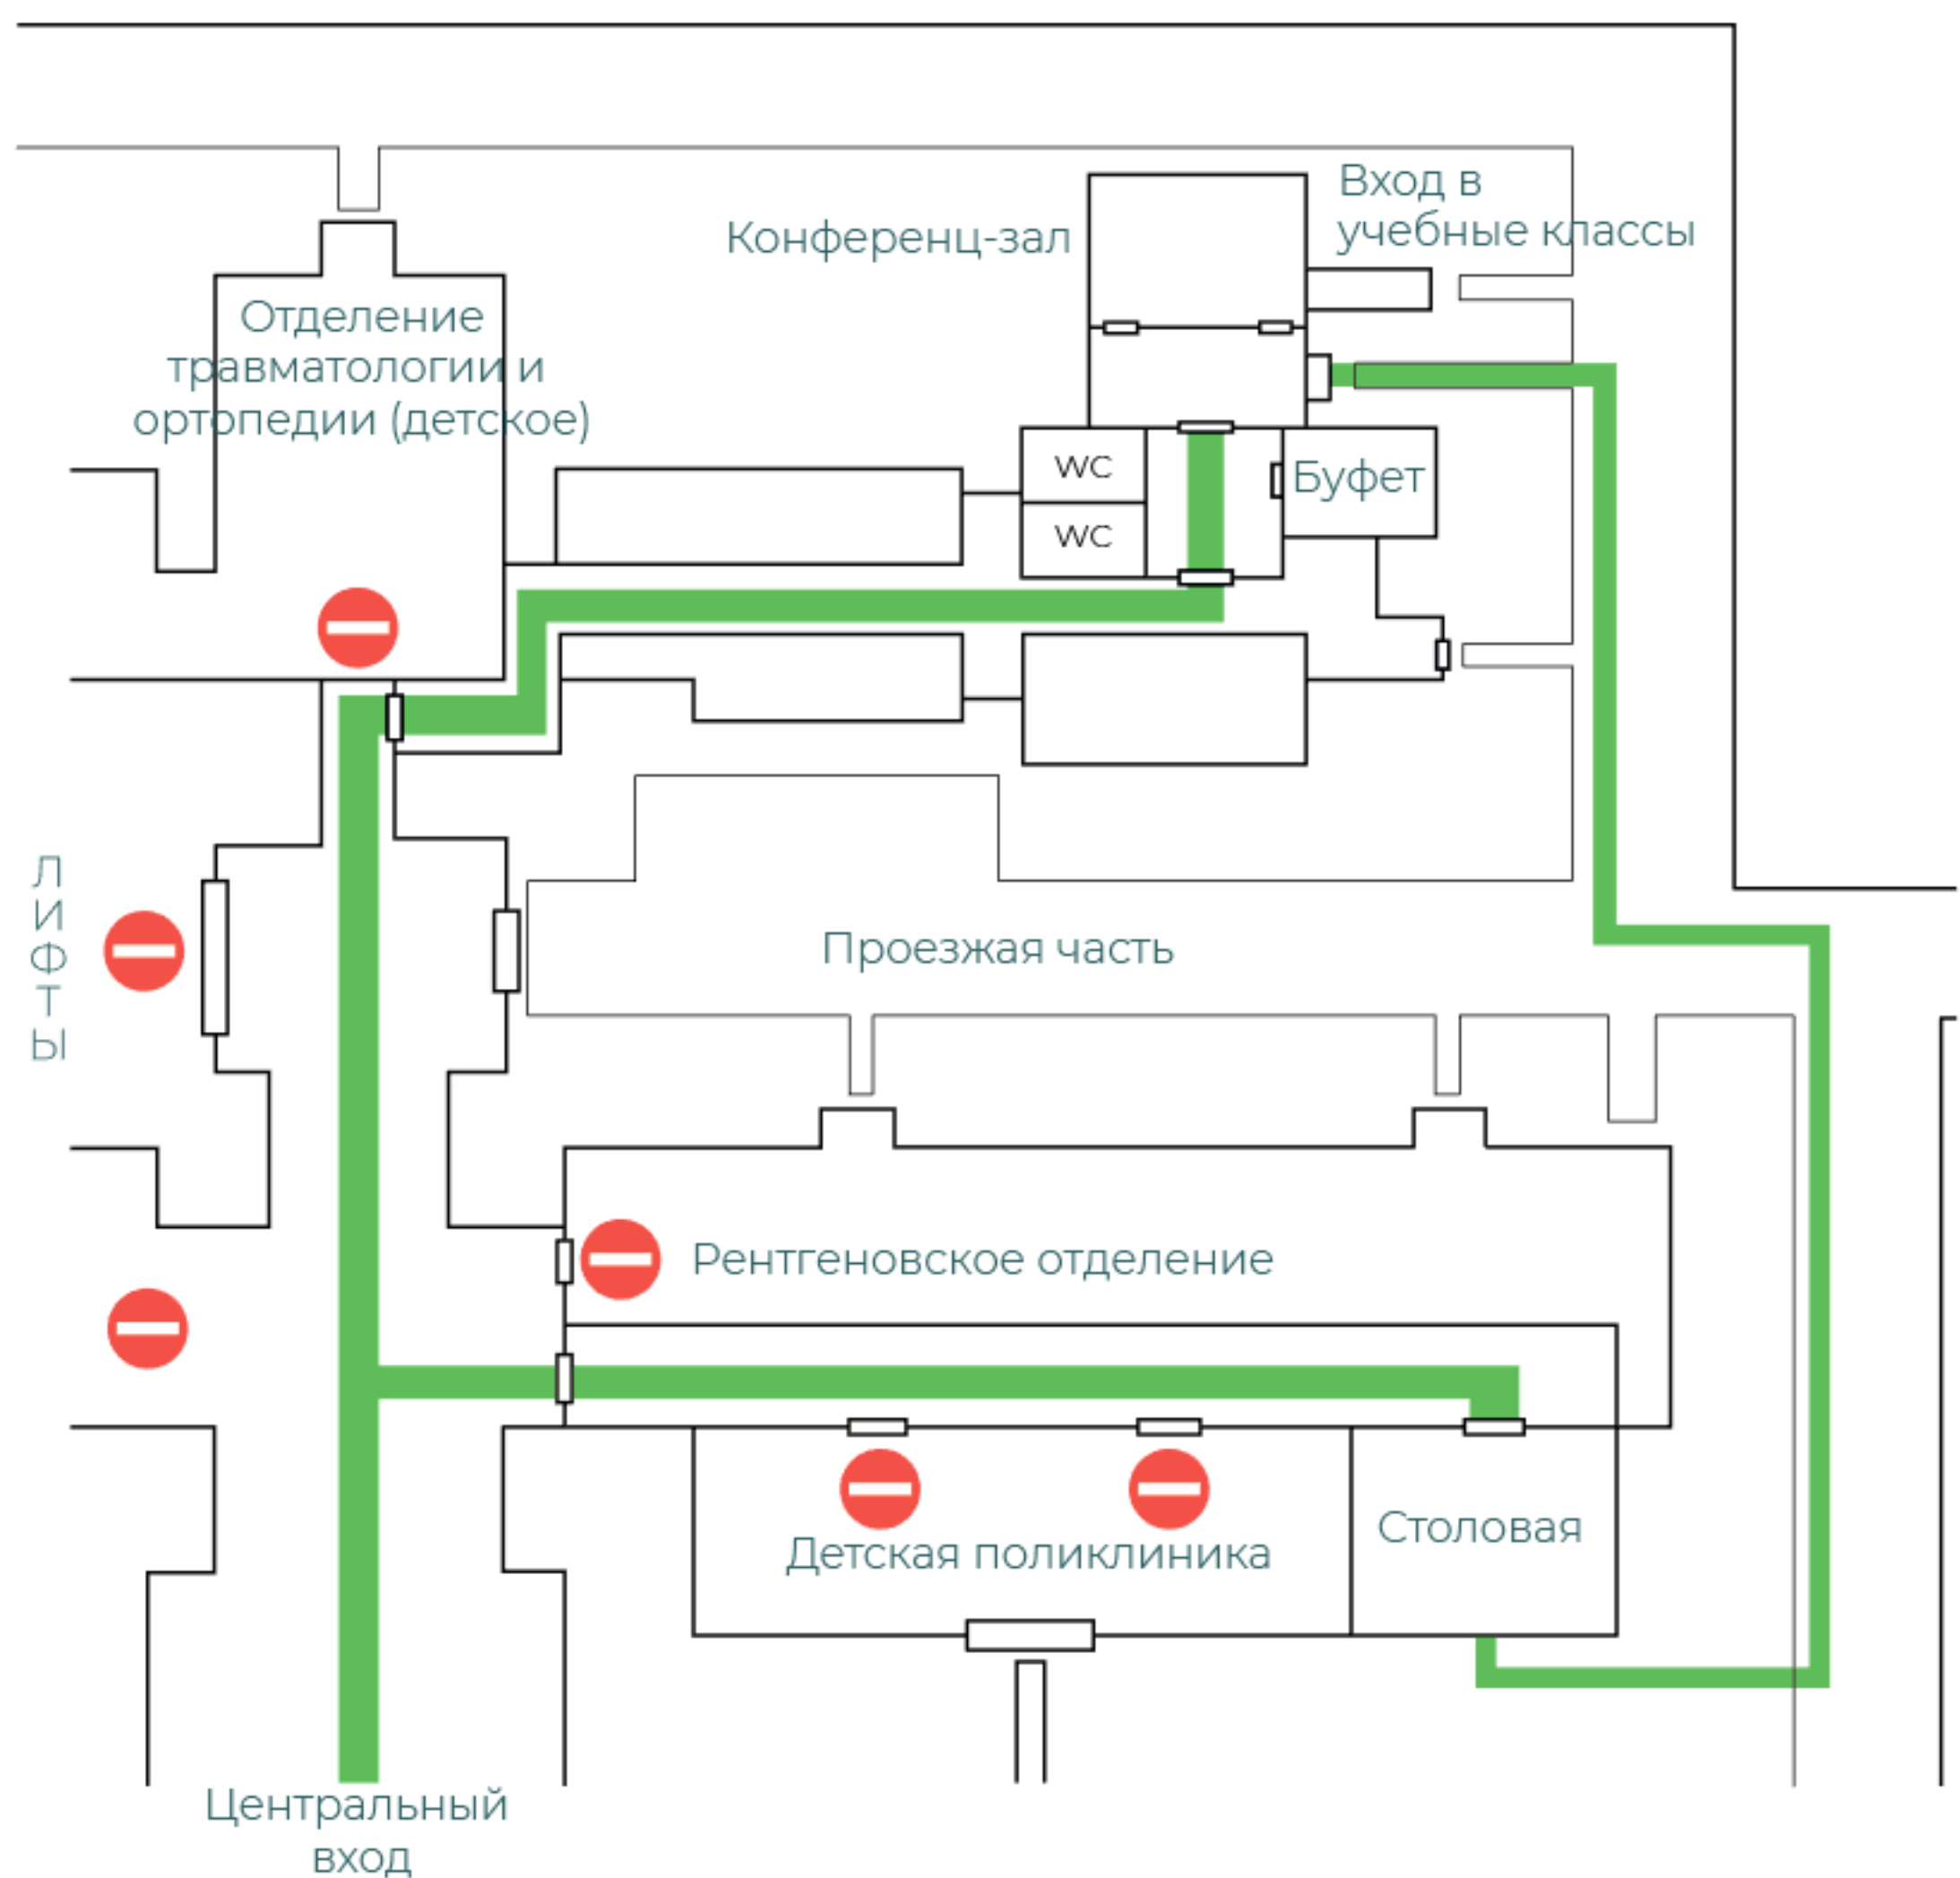 Вход в
учебные классы
Конференц-зал
Отделение
травматологии и
ортопедии (детское)
WC
Буфет
WC
ЛИФТЫ
Проезжая часть
Рентгеновское отделение
Столовая
Детская поликлиника
Центральный
вход